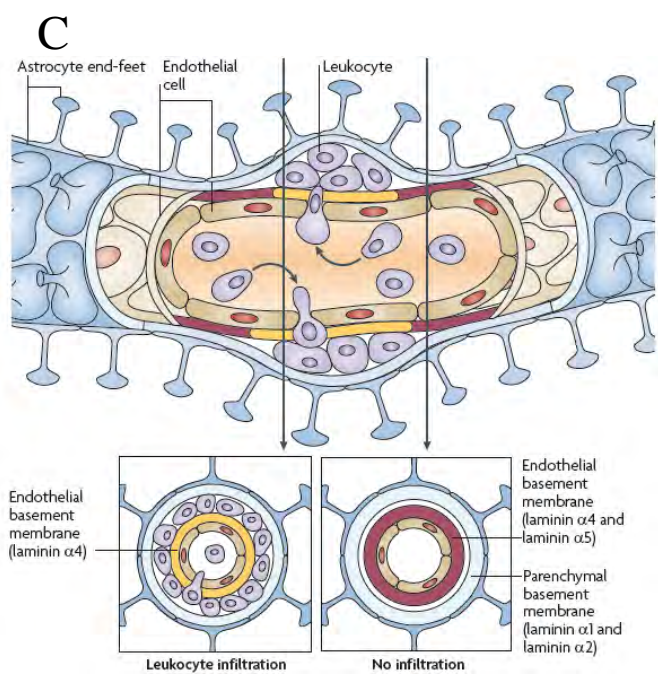 C
Astrocyte end-feet
Endothelial
cell
Leukocyte
Endothelial
basement
membrane
(laminin α4)
Endothelial
basement
membrane
(laminin α4 and
laminin α5)
Parenchymal
basement
membrane
(laminin α1 and
laminin α2)
Leukocyte infiltration
No infiltration